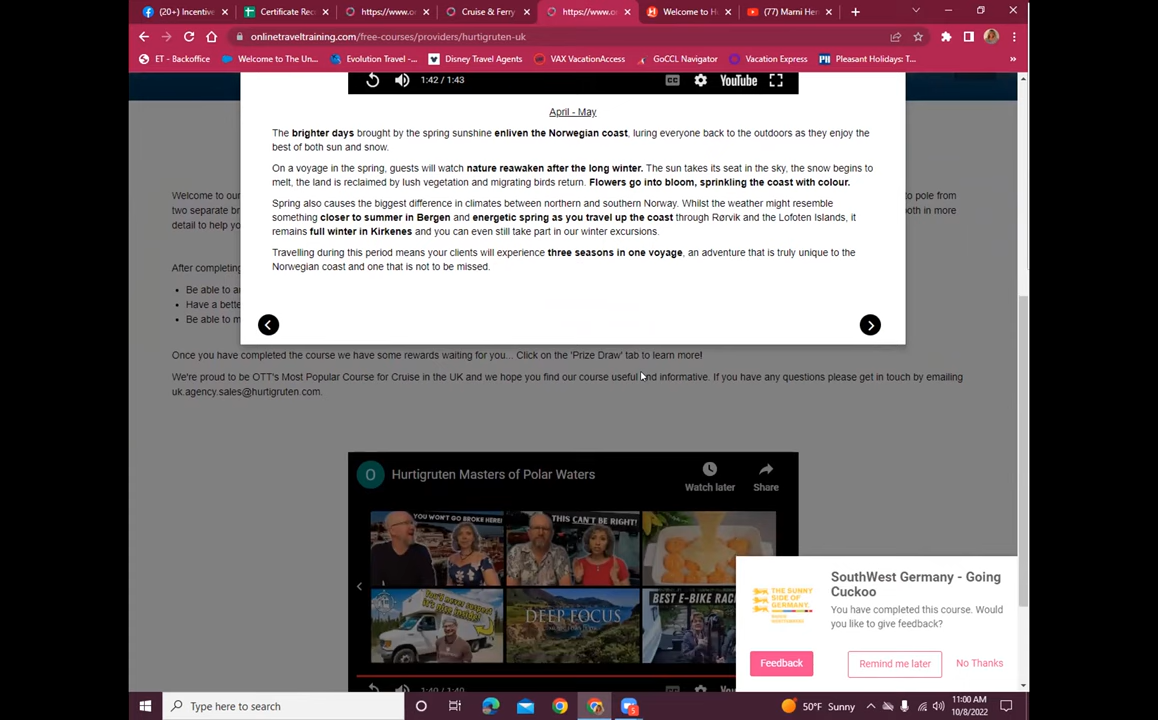 (20+) Incentiv
Certificate Rec
https://www.o
Cruise & Ferry
https://www.o
Welcome to H
(77) Marni He
onlinetraveltraining.com/free-courses/providers/hurtigruten-uk
ET - Backoffice
Welcome to The Un...
Evolution Travel -...
Disney Travel Agents
VAX VacationAccess
GoCCL Navigator
Vacation Express
Pleasant Holidays: T...
1:42 / 1:43
CC
YouTube
April - May
The brighter days brought by the spring sunshine enliven the Norwegian coast, luring everyone back to the outdoors as they enjoy the
best of both sun and snow.
On a voyage in the spring, guests will watch nature reawaken after the long winter. The sun takes its seat in the sky, the snow begins to
melt, the land is reclaimed by lush vegetation and migrating birds return. Flowers go into bloom, sprinkling the coast with colour.
Spring also causes the biggest difference in climates between northern and southern Norway. Whilst the weather might resemble
something closer to summer in Bergen and energetic spring as you travel up the coast through Rørvik and the Lofoten Islands, it
remains full winter in Kirkenes and you can even still take part in our winter excursions.
Travelling during this period means your clients will experience three seasons in one voyage, an adventure that is truly unique to the
Norwegian coast and one that is not to be missed.
Welcome to ou
to pole from
two separate br
oth in more
detail to help yo
After completing
Be able to a
Have a bette
Be able to m
Once you have completed the course we have some rewards waiting for you... Click on the 'Prize Draw' tab to learn more!
We're proud to be OTT's Most Popular Course for Cruise in the UK and we hope you find our course useful and informative. If you have any questions please get in touch by emailing
uk.agency.sales@hurtigruten.com.
O
Hurtigruten Masters of Polar Waters
Watch later
Share
YOU WON'T GO BROKE HERE!
THIS CAN'T BE RIGHT!
DEEP FOCUS
BEST E-BIKE RAC
THE SUNNY
SIDE OF
GERMANY.
SouthWest Germany - Going
Cuckoo
You have completed this course. Would
you like to give feedback?
Feedback
Remind me later
No Thanks
Type here to search
50°F Sunny
11:00 AM
10/8/2022